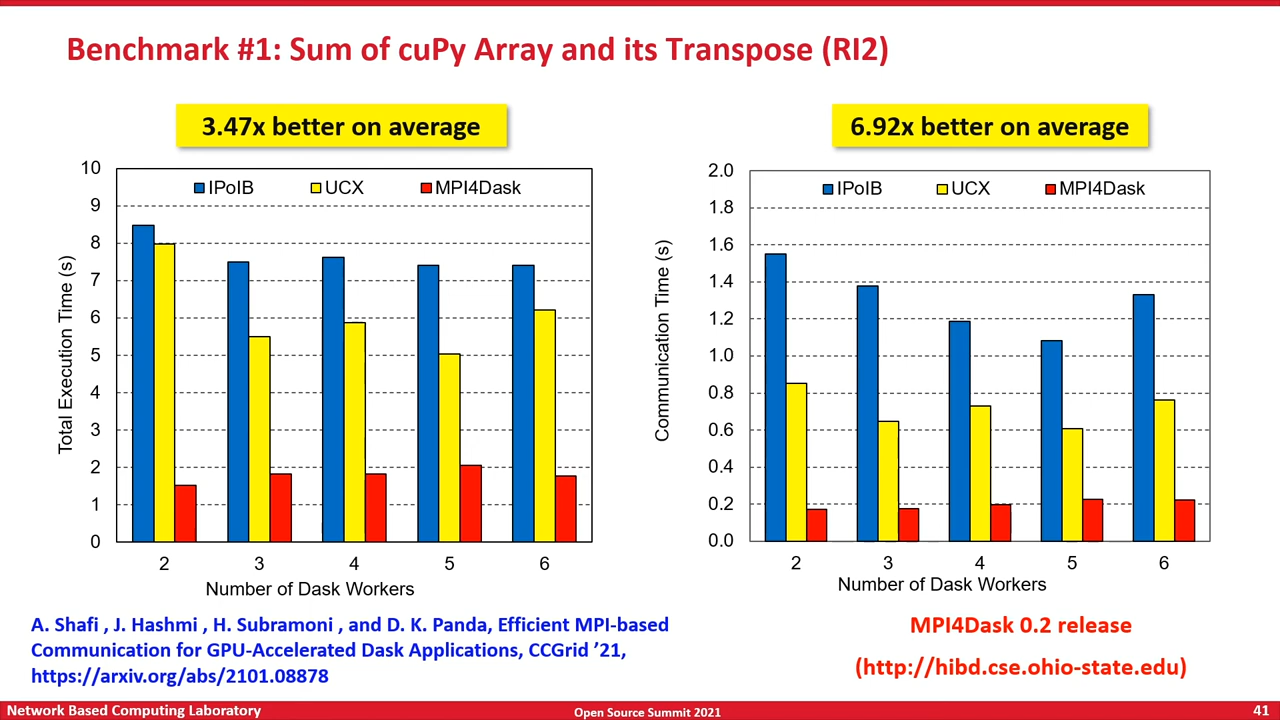 Benchmark #1: Sum of cuPy Array and its Transpose (RI2)
3.47x better on average
10
9
8
7
6
5
4
3
2
1
0
Total Execution Time (s)
IPoIB UCX MPI4Dask
2 3 4 5 6
Number of Dask Workers
6.92x better on average
2.0
1.8
1.6
1.4
1.2
1.0
0.8
0.6
0.4
0.2
0.0
Communication Time (s)
IPoIB UCX MPI4Dask
2 3 4 5 6
Number of Dask Workers
A. Shafi , J. Hashmi , H. Subramoni , and D. K. Panda, Efficient MPI-based
Communication for GPU-Accelerated Dask Applications, CCGrid ’21,
https://arxiv.org/abs/2101.08878
MPI4Dask 0.2 release
(http://hibd.cse.ohio-state.edu)
Network Based Computing Laboratory
Open Source Summit 2021
41